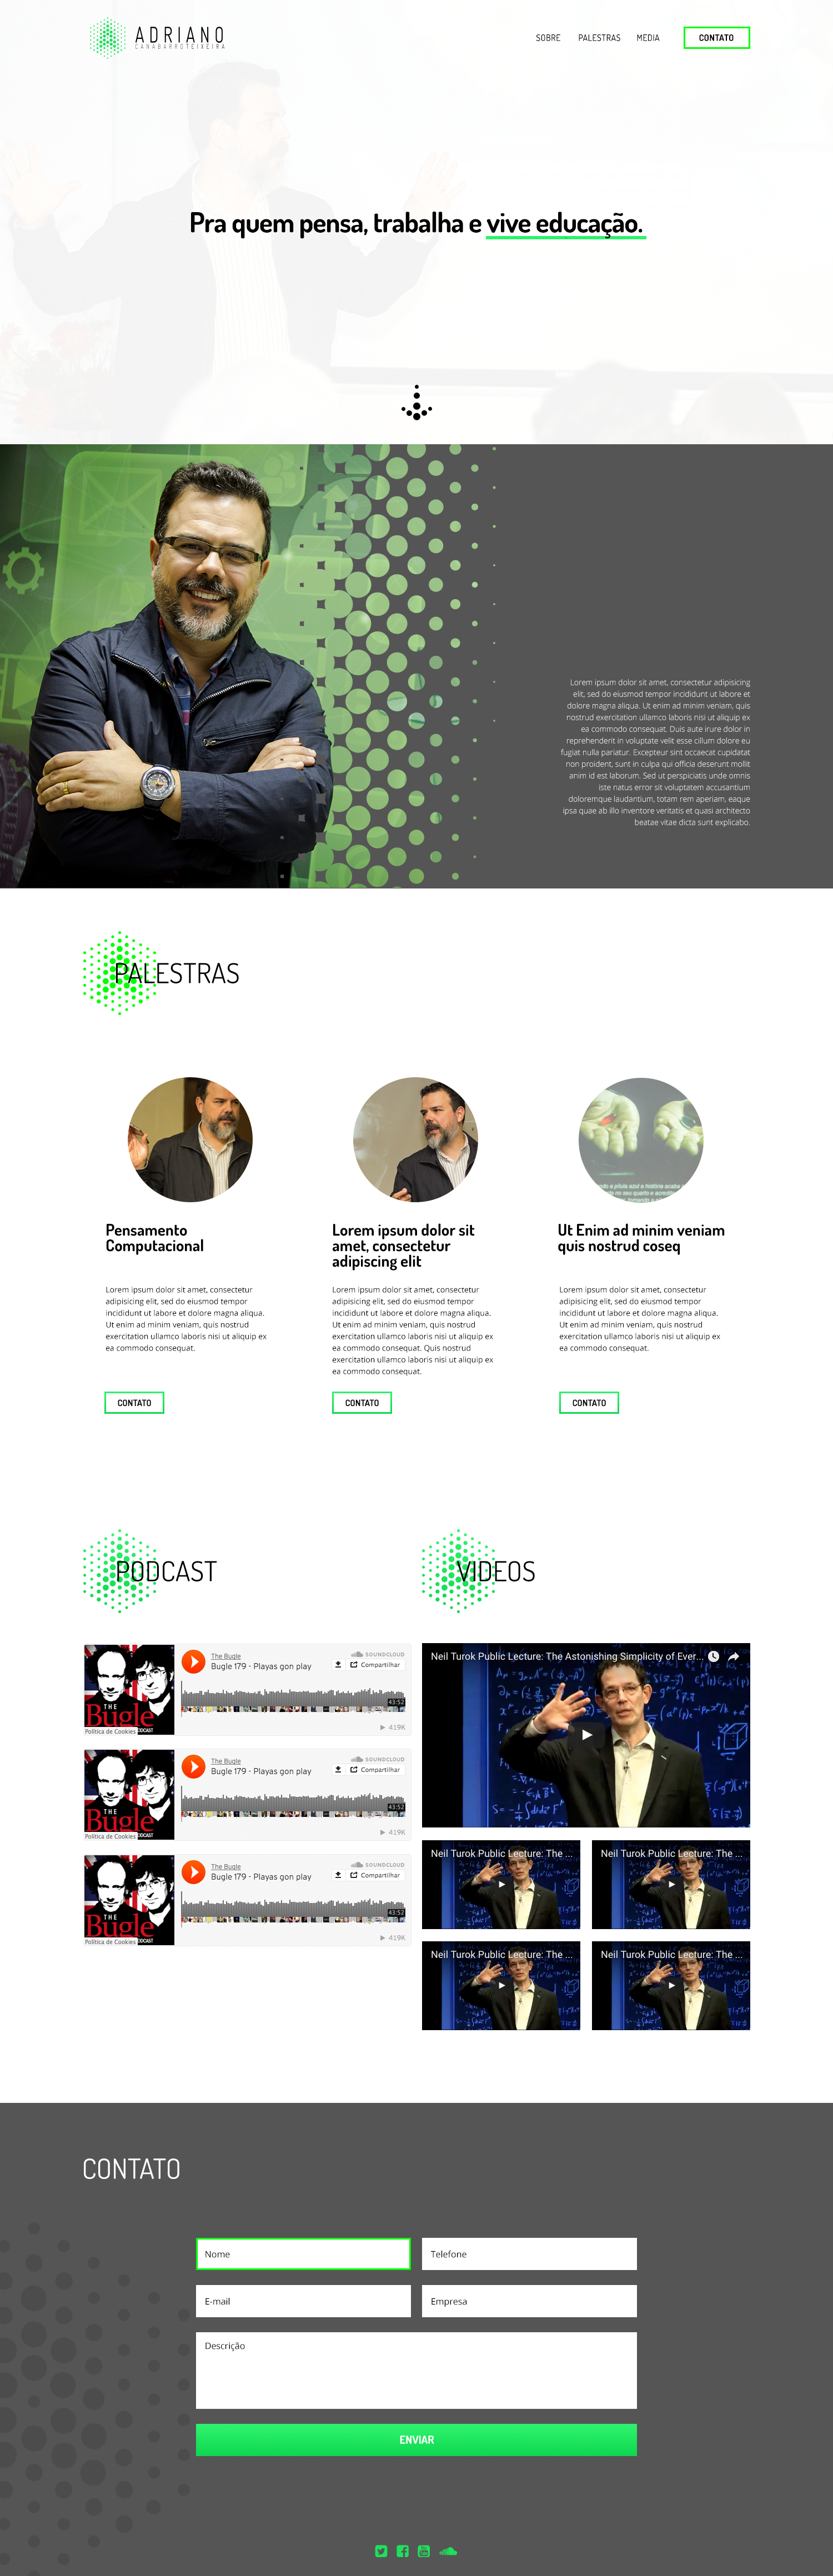 ADRIANO
CANABARROTEIXEIRA
SOBRE
PALESTRAS
MEDIA
CONTATO
Pra quem pensa, trabalha e vive educação.
Lorem ipsum dolor sit amet, consectetur adipisicing
elit, sed do eiusmod tempor incididunt ut labore et
dolore magna aliqua. Ut enim ad minim veniam, quis
nostrud exercitation ullamco laboris nisi ut aliquip ex
ea commodo consequat. Duis aute irure dolor in
reprehenderit in voluptate velit esse cillum dolore eu
fugiat nulla pariatur. Excepteur sint occaecat cupidatat
non proident, sunt in culpa qui officia deserunt mollit
anim id est laborum. Sed ut perspiciatis unde omnis
iste natus error sit voluptatem accusantium
doloremque laudantium, totam rem aperiam, eaque
ipsa quae ab illo inventore veritatis et quasi architecto
beatae vitae dicta sunt explicabo.
PALESTRAS
Pensamento
Computacional
Lorem ipsum dolor sit amet, consectetur
adipisicing elit, sed do eiusmod tempor
incididunt ut labore et dolore magna aliqua.
Ut enim ad minim veniam, quis nostrud
exercitation ullamco laboris nisi ut aliquip ex
ea commodo consequat.
CONTATO
Lorem ipsum dolor sit
amet, consectetur
adipiscing elit
Lorem ipsum dolor sit amet, consectetur
adipisicing elit, sed do eiusmod tempor
incididunt ut labore et dolore magna aliqua.
Ut enim ad minim veniam, quis nostrud
exercitation ullamco laboris nisi ut aliquip ex
ea commodo consequat. Quis nostrud
exercitation ullamco laboris nisi ut aliquip ex
ea commodo consequat.
CONTATO
Ut Enim ad minim veniam
quis nostrud coseq
Lorem ipsum dolor sit amet, consectetur
adipisicing elit, sed do eiusmod tempor
incididunt ut labore et dolore magna aliqua.
Ut enim ad minim veniam, quis nostrud
exercitation ullamco laboris nisi ut aliquip ex
ea commodo consequat.
CONTATO
PODCAST
THE
Bugle
Política de Cookies
The Bugle
Bugle 179 - Playas gon play
SOUNDCLOUD
Compartilhar
43:52
419K
THE
Bugle
Política de Cookies
The Bugle
Bugle 179 - Playas gon play
SOUNDCLOUD
Compartilhar
43:52
419K
THE
Bugle
Política de Cookies
The Bugle
Bugle 179 - Playas gon play
SOUNDCLOUD
Compartilhar
43:52
419K
VIDEOS
Neil Turok Public Lecture: The Astonishing Simplicity of Ever...
Neil Turok Public Lecture: The ...
Neil Turok Public Lecture: The ...
Neil Turok Public Lecture: The ...
Neil Turok Public Lecture: The ...
CONTATO
Nome
Telefone
E-mail
Empresa
Descrição
ENVIAR